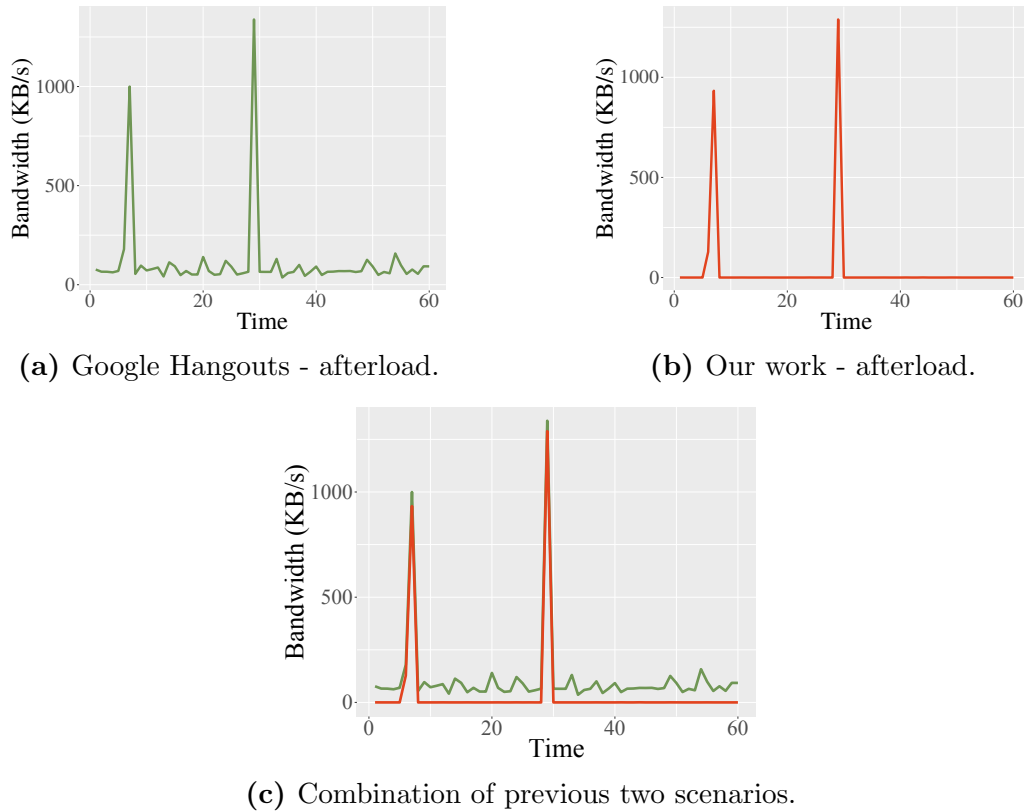 Bandwidth (KB/s)
1000
500
0
0 20 40 60
Time
(a) Google Hangouts - afterload.
Bandwidth (KB/s)
1000
500
0
0 20 40 60
Time
(b) Our work - afterload.
Bandwidth (KB/s)
1000
500
0
0 20 40 60
Time
(c) Combination of previous two scenarios.